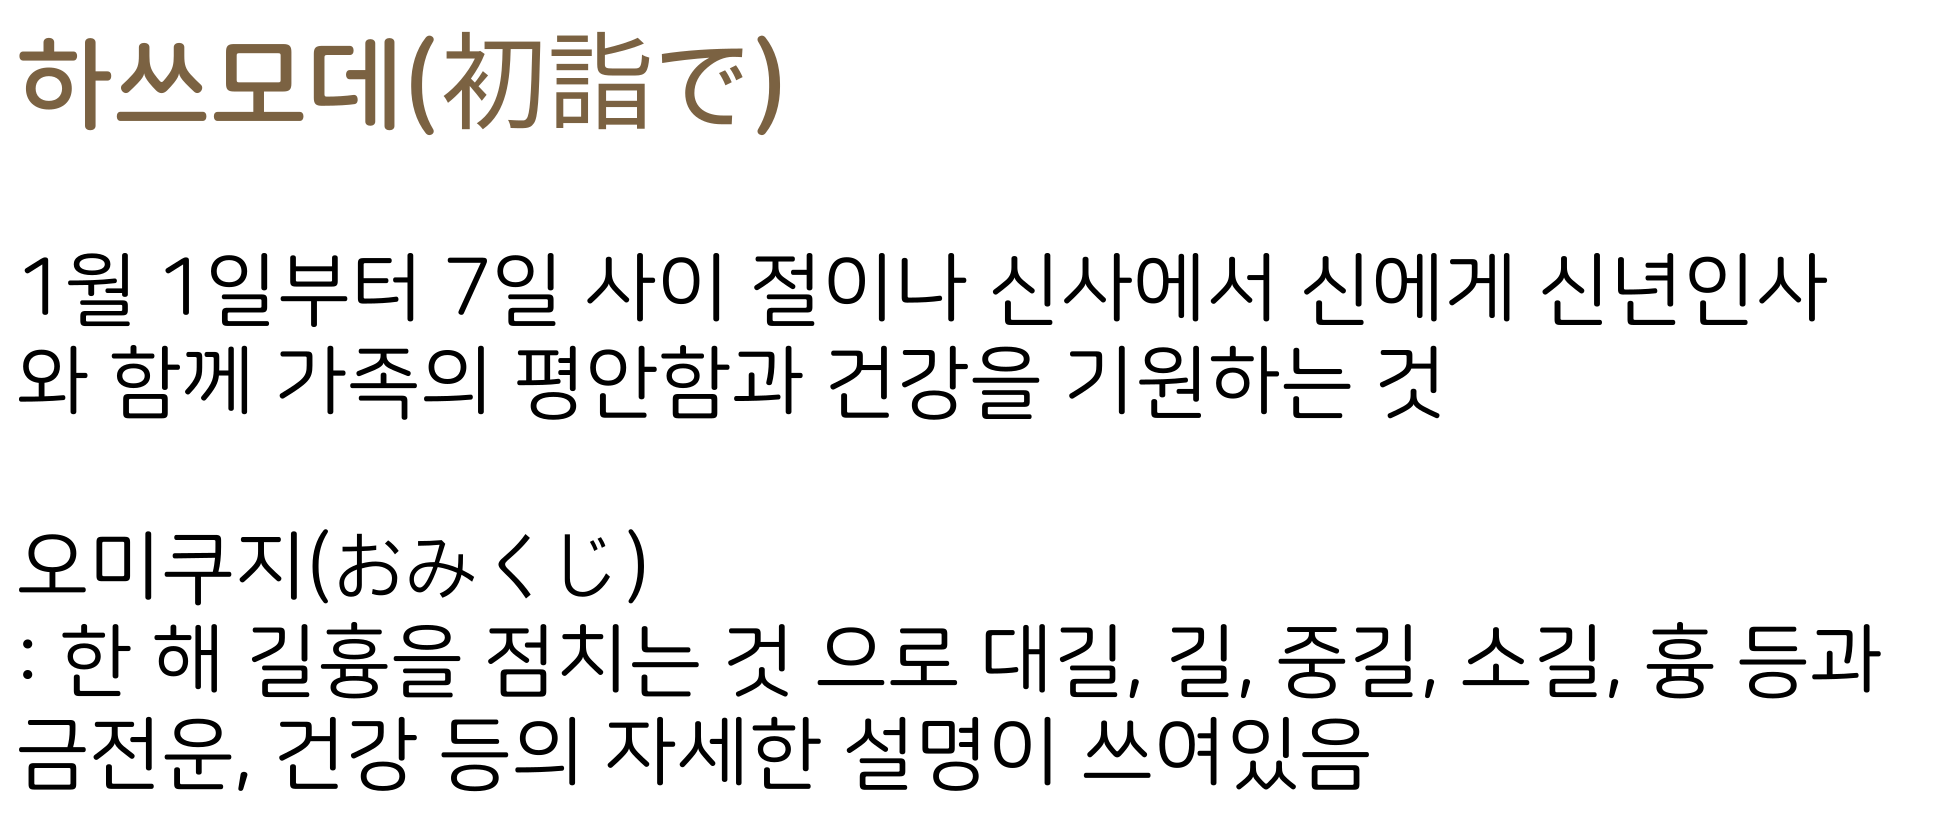 하쓰모데(初詣で)
1월 1일부터 7일 사이 절이나 신사에서 신에게 신년인사
와 함께 가족의 평안함과 건강을 기원하는 것
오미쿠지(おみくじ)
: 한 해 길흉을 점치는 것 으로 대길, 길, 중길, 소길, 흉 등과
금전운, 건강 등의 자세한 설명이 쓰여있음